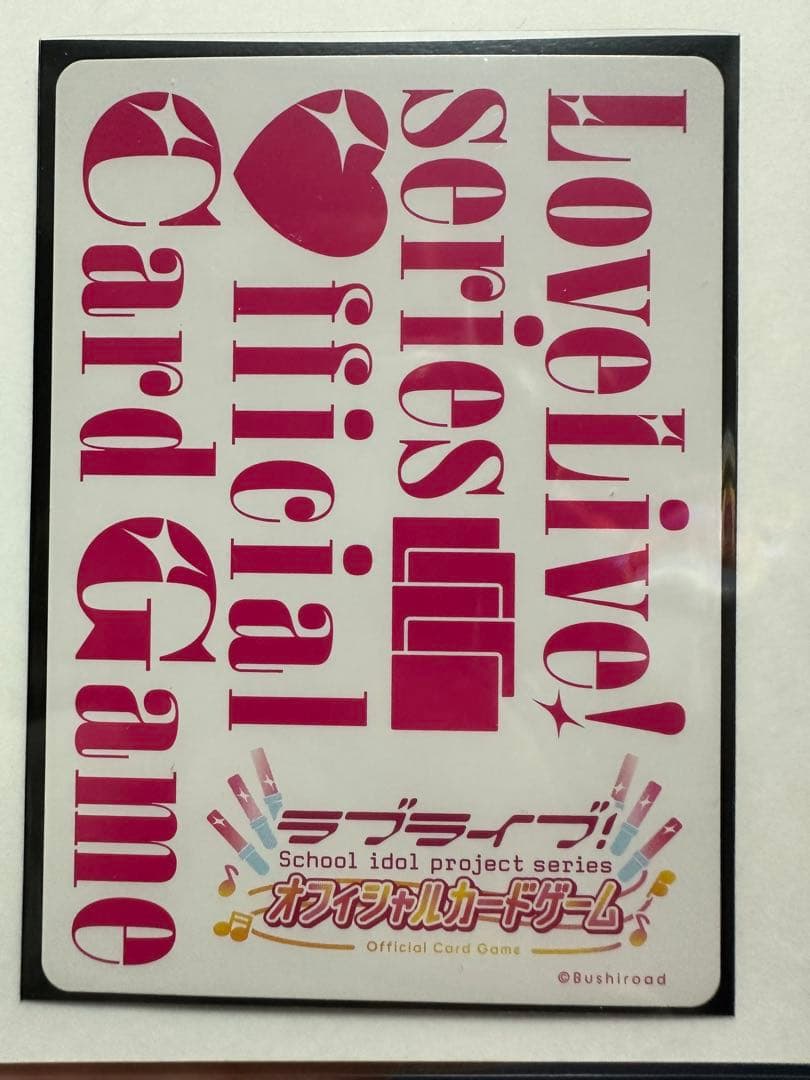 LoveLive!
series
♥fficial
Card Game
ラブライブ!
School idol project series
オフィシャルカードゲーム
Official Card Game
©Bushiroad